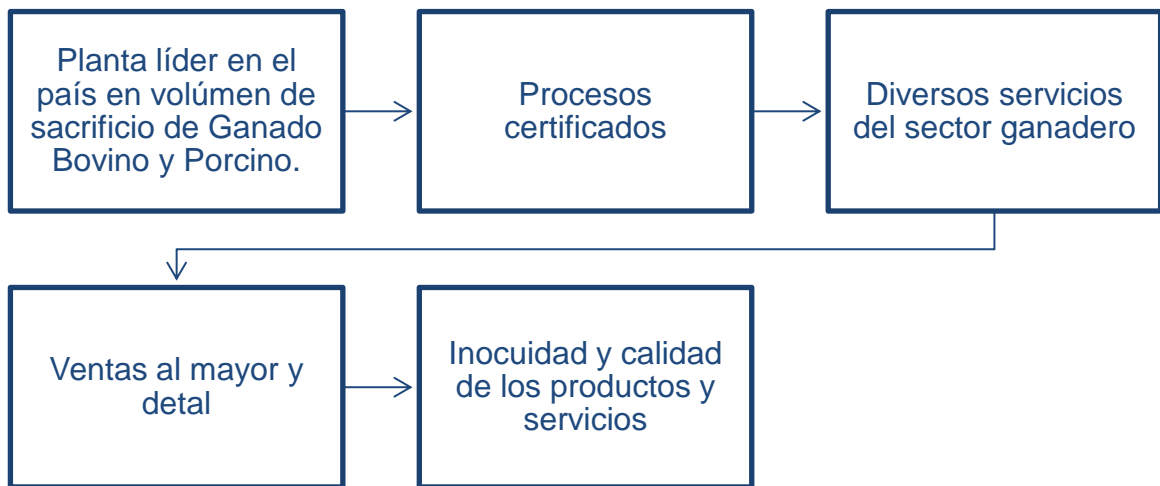 Planta líder en el
país en volúmen de
sacrificio de Ganado
Bovino y Porcino.
Procesos
certificados
Diversos servicios
del sector ganadero
Ventas al mayor y
detal
Inocuidad y calidad
de los productos y
servicios